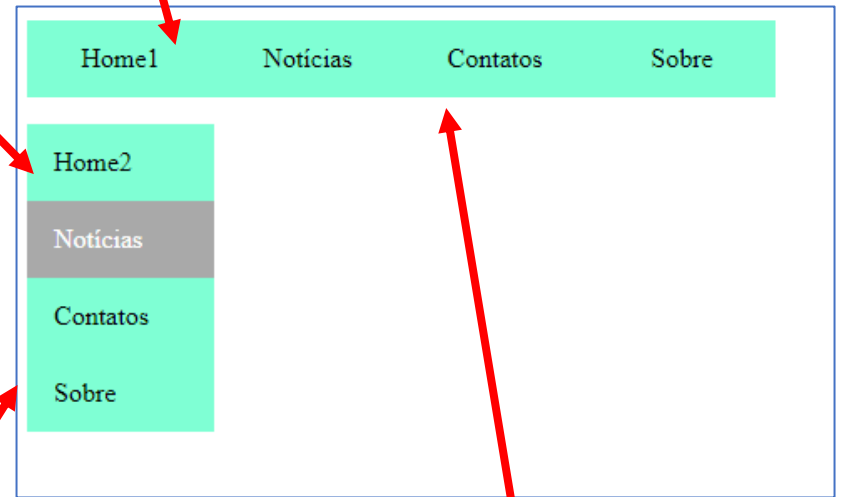 Home1 Notícias Contatos Sobre
Home2
Notícias
Contatos
Sobre